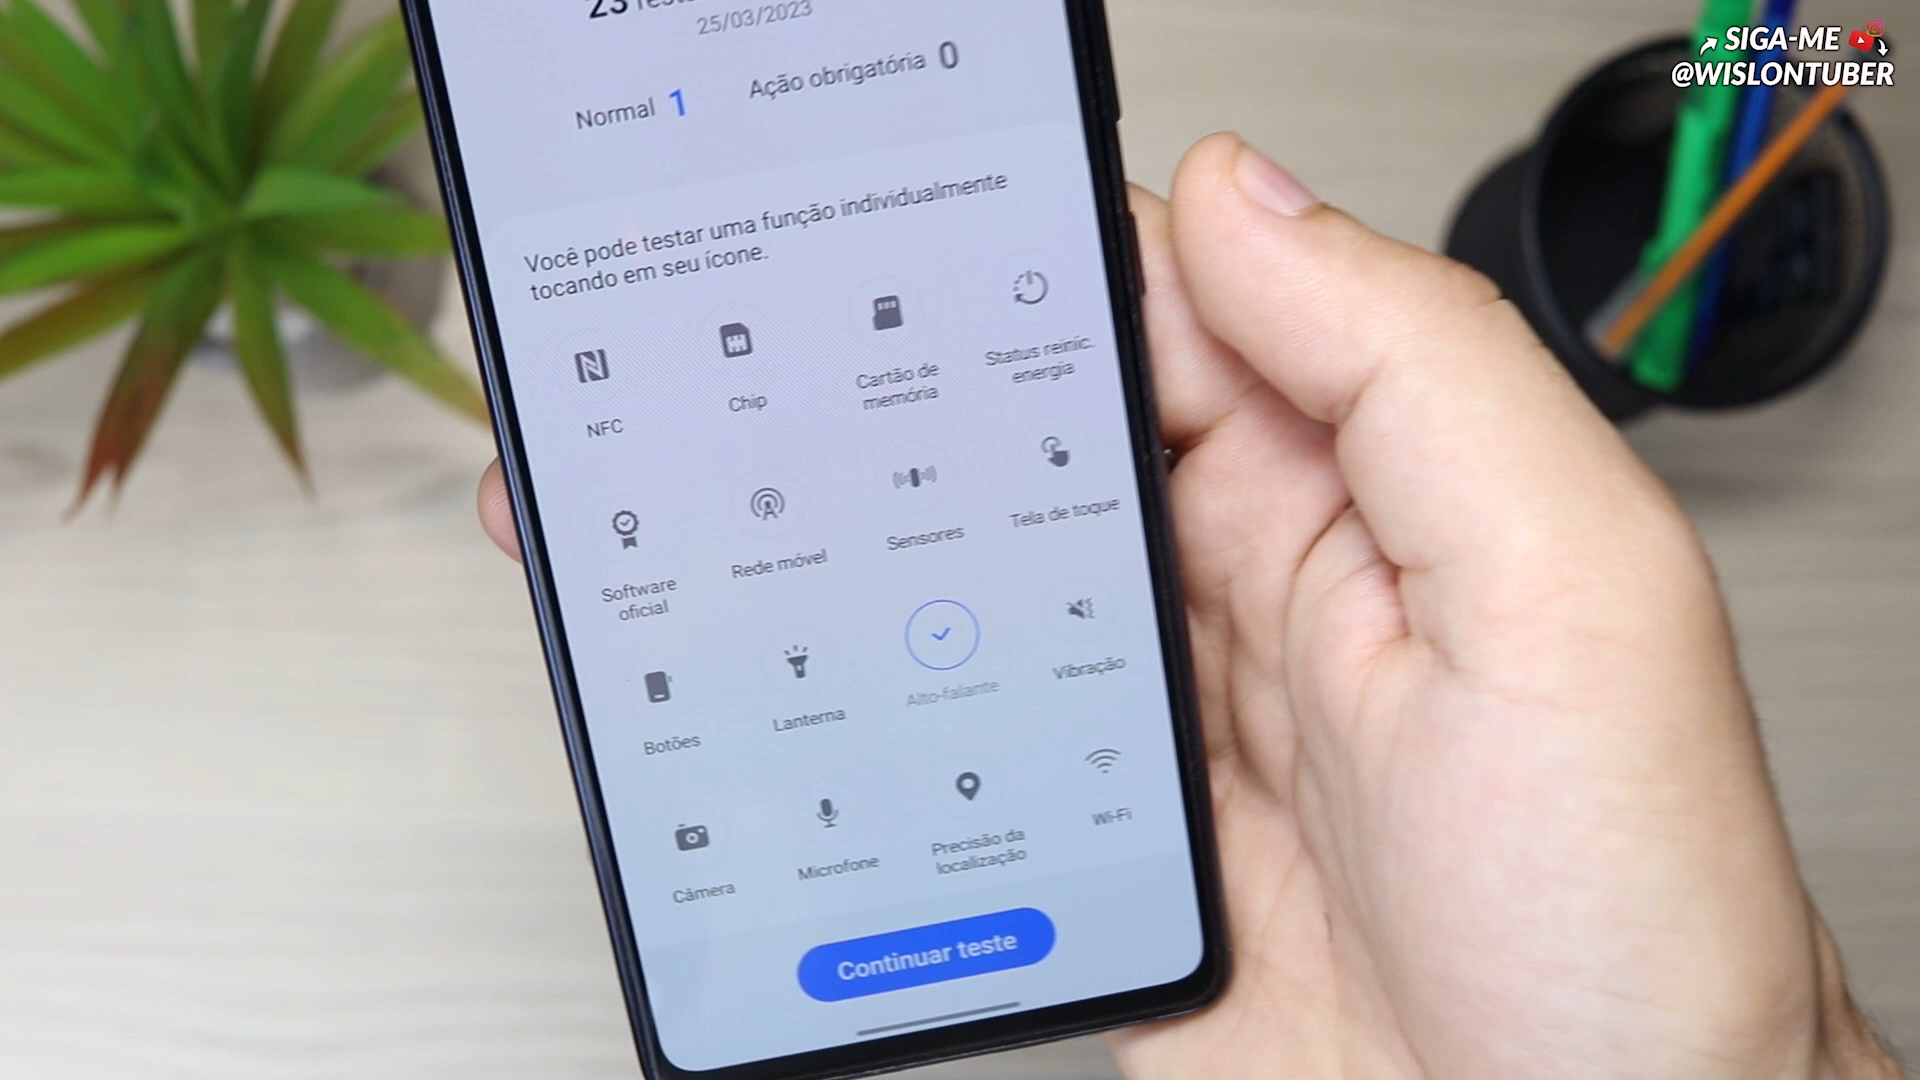 SIGA-ME
@WISLONTUBER
23
25/03/2023
Normal 1
Ação obrigatória 0
Você pode testar uma função individualmente
tocando em seu ícone.
NFC
Chip
Cartão de
memória
Status reinic.
energia
Software
oficial
Rede móvel
Sensores
Tela de toque
Botões
Lanterna
Alto-falante
Vibração
Câmera
Microfone
Precisão da
localização
Wi-Fi
Continuar teste